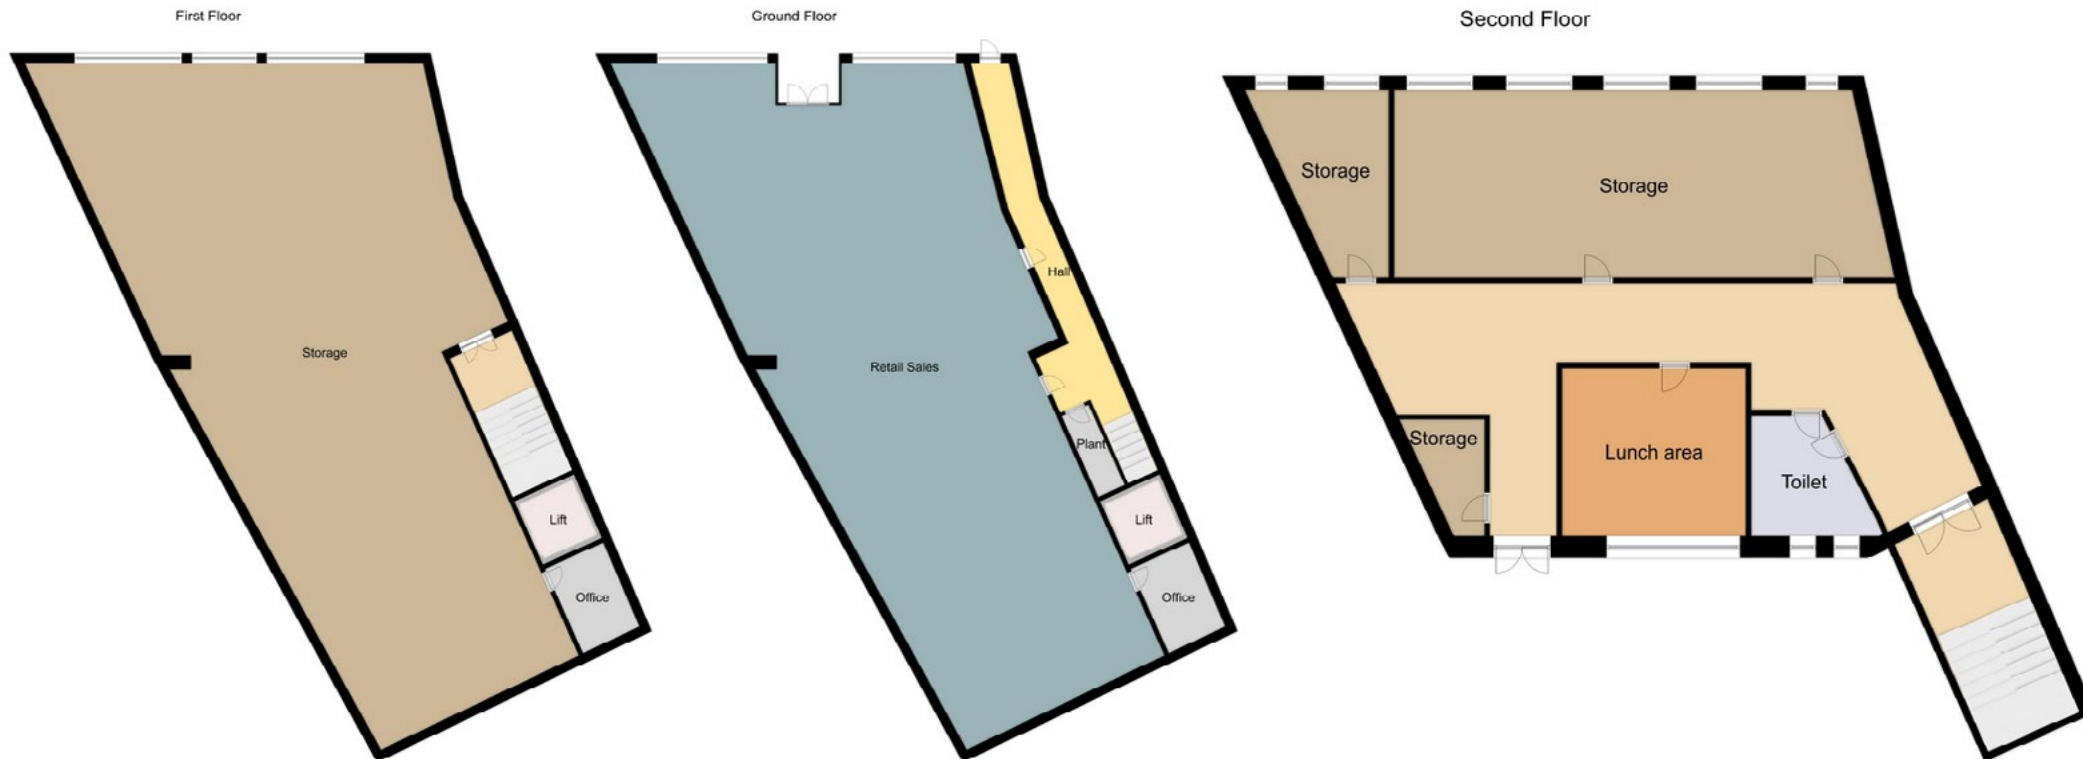 First Floor
Storage
Lift
Office
Ground Floor
Hall
Retail Sales
Plant
Lift
Office
Second Floor
Storage
Storage
Storage
Lunch area
Toilet